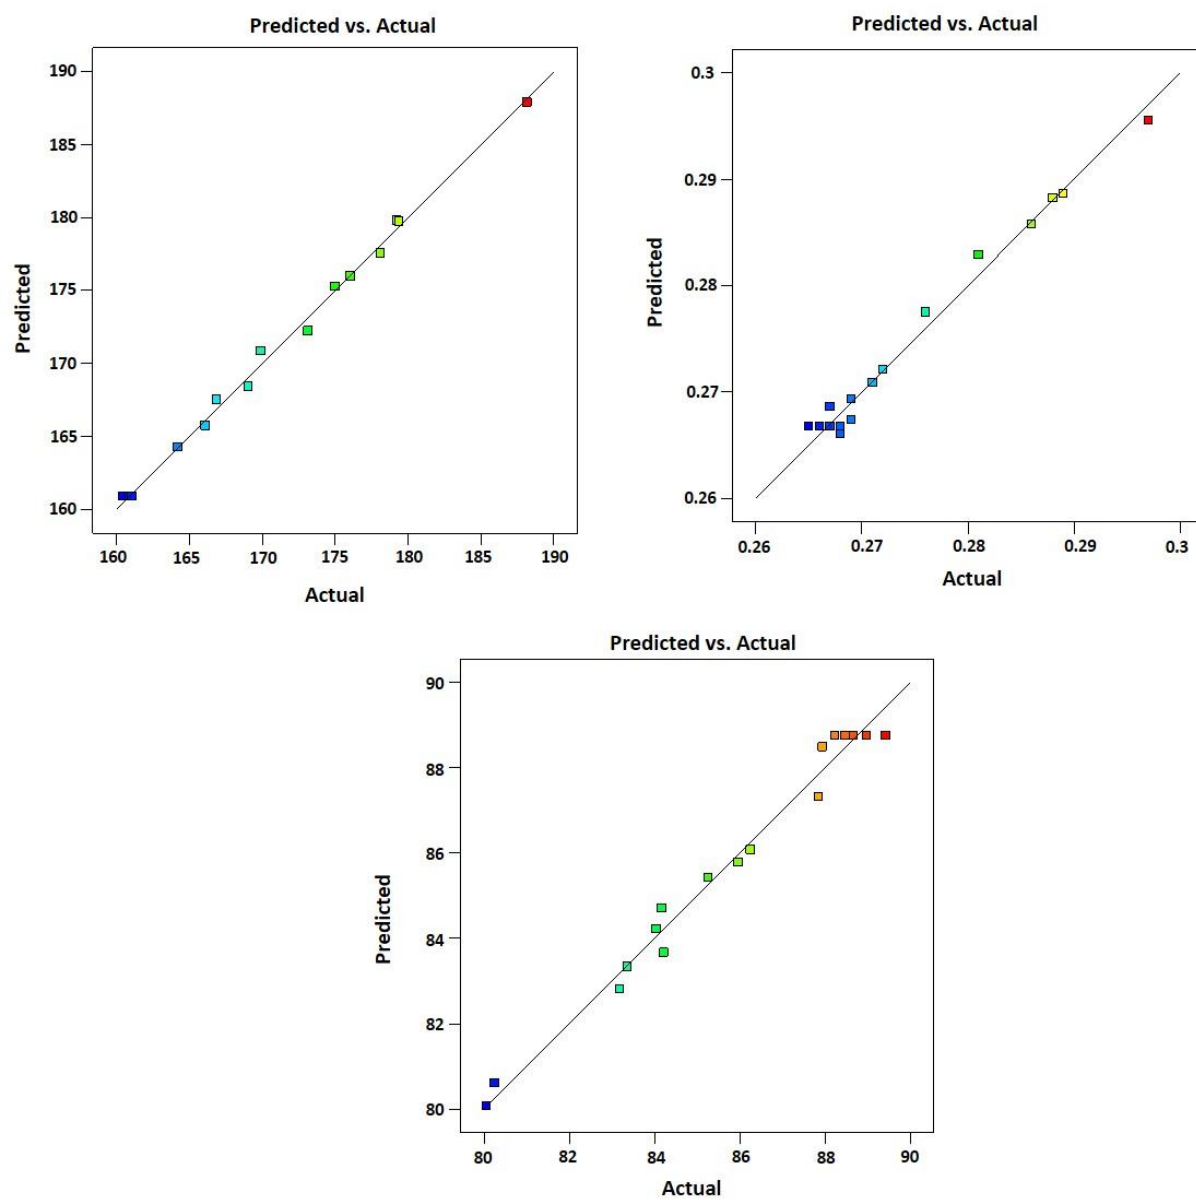 Predicted vs. Actual
190
185
180
175
170
165
160
Predicted
160 165 170 175 180 185 190
Actual
Predicted vs. Actual
0.3
0.29
0.28
0.27
0.26
Predicted
0.26 0.27 0.28 0.29 0.3
Actual
Predicted vs. Actual
90
88
86
84
82
80
Predicted
80 82 84 86 88 90
Actual